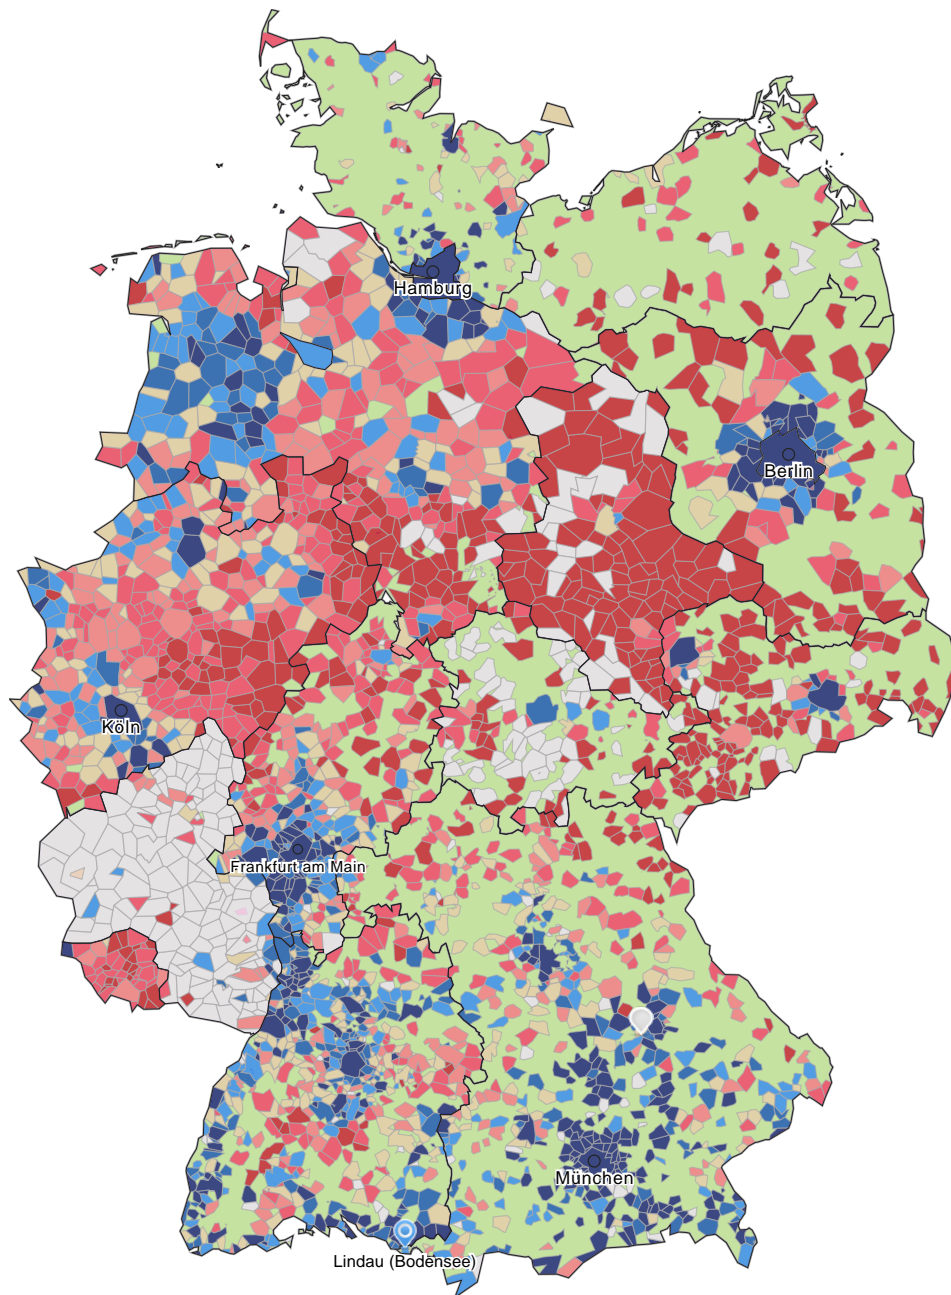 Hamburg
Berlin
Köln
Frankfurt am Main
München
Lindau (Bodensee)